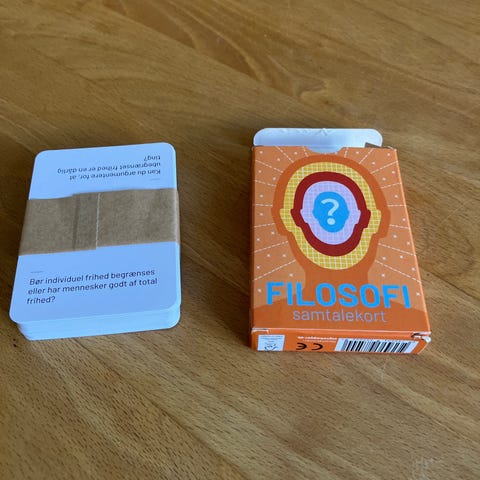 Kan du argumentere for, at
ubegrænset frihed er en dårlig
ting?
Bør individuel frihed begrænses
eller har mennesker godt af total
frihed?
?
FILOSOFI
samtalekort
CE